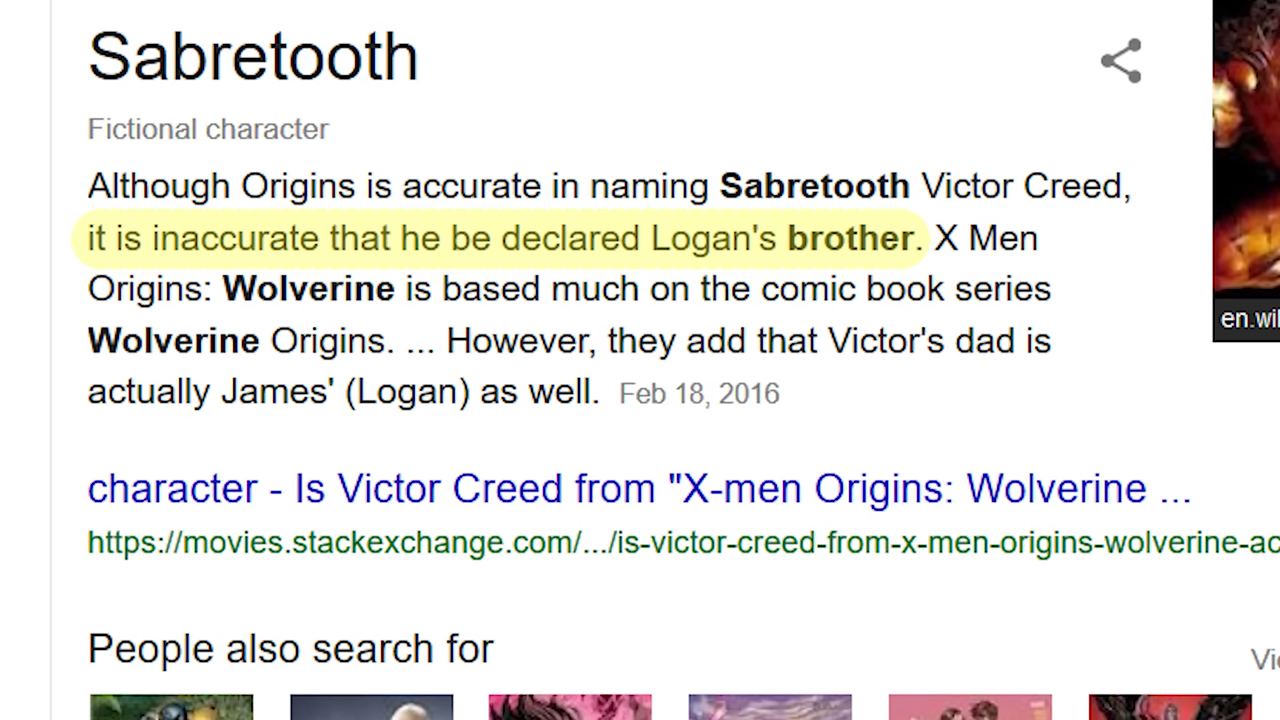 Sabretooth
Fictional character
Although Origins is accurate in naming Sabretooth Victor Creed,
it is inaccurate that he be declared Logan's brother. X Men
Origins: Wolverine is based much on the comic book series
Wolverine Origins. ... However, they add that Victor's dad is
actually James' (Logan) as well. Feb 18, 2016
en.wi
character - Is Victor Creed from "X-men Origins: Wolverine ...
https://movies.stackexchange.com/.../is-victor-creed-from-x-men-origins-wolverine-ac
People also search for